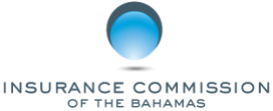 INSURANCE COMMISSION
OF THE BAHAMAS